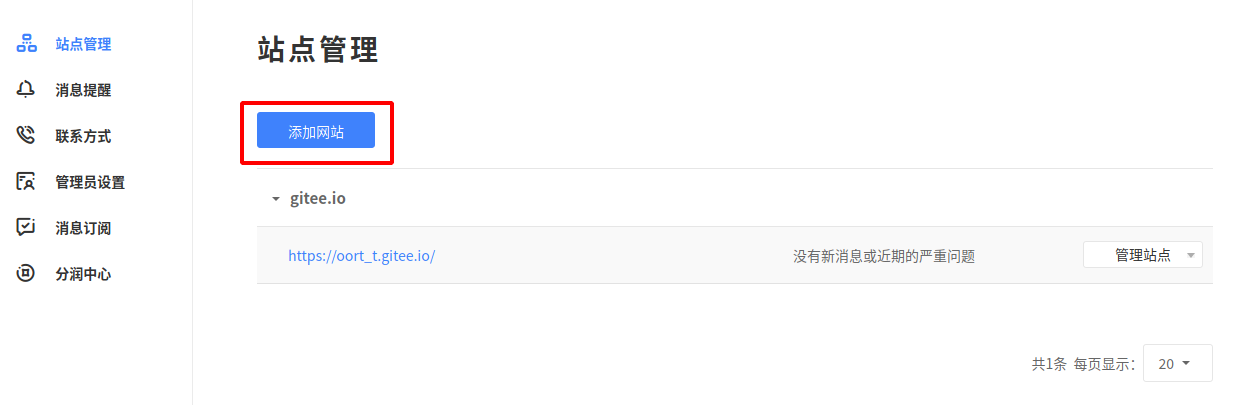 站点管理
消息提醒
联系方式
管理员设置
消息订阅
分润中心
站点管理
添加网站
gitee.io
https://oort_t.gitee.io/ 没有新消息或近期的严重问题 管理站点
共1条 每页显示： 20